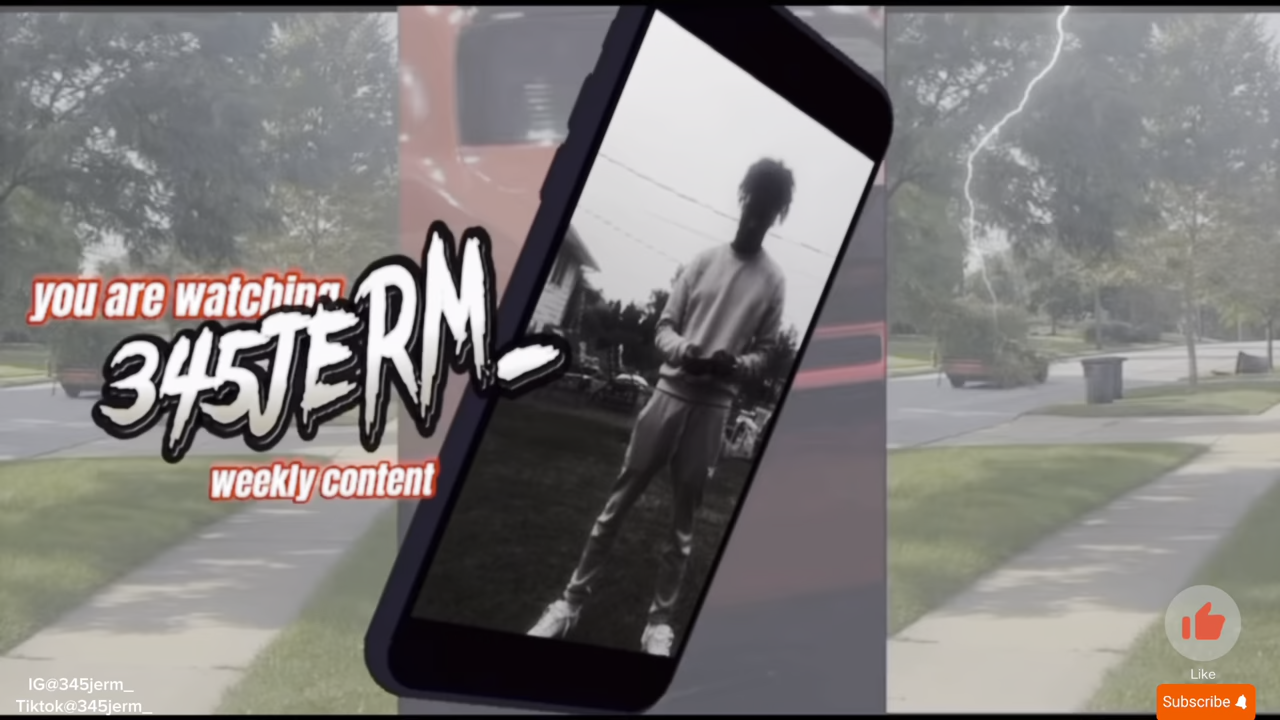 you are watching
345JERM_
weekly content
IG@345jerm_
Tiktok@345jerm_
Like
Subscribe